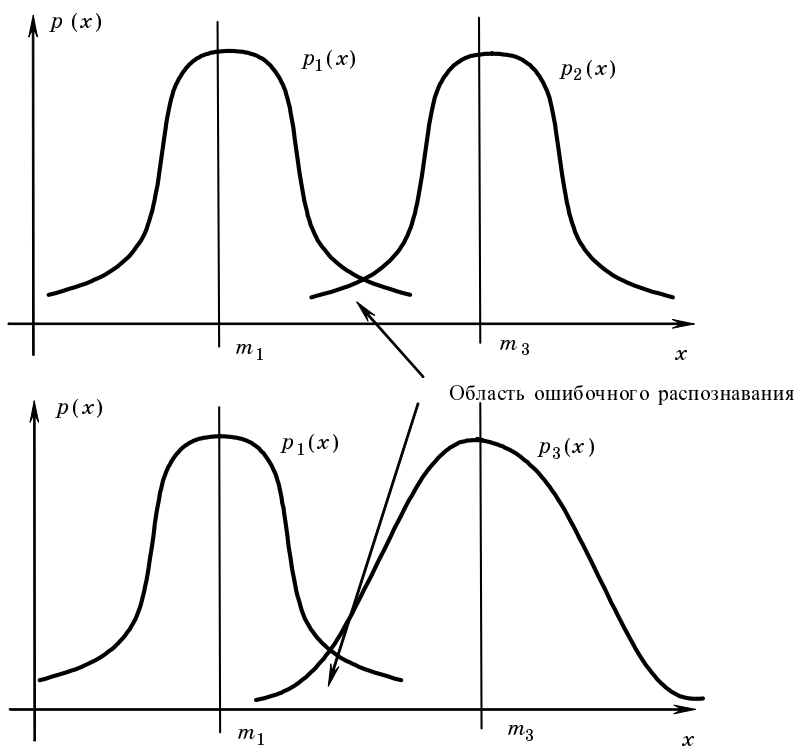 p (x)
p₁(x)
p₂(x)
m₁
m₃
x
Область ошибочного распознавания
p(x)
p₁(x)
p₃(x)
m₁
m₃
x